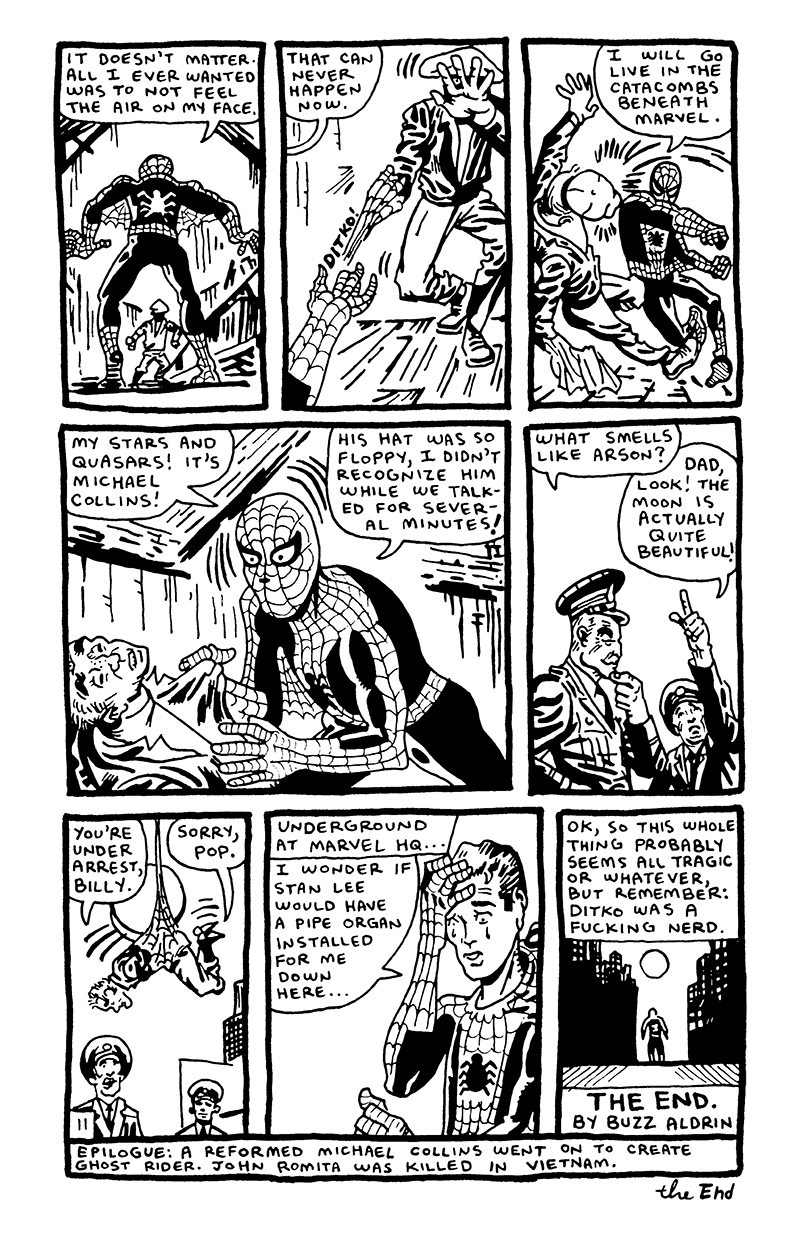 IT DOESN'T MATTER.
ALL I EVER WANTED
WAS TO NOT FEEL
THE AIR ON MY FACE.
THAT CAN
NEVER
HAPPEN
NOW.
DITKO!
I WILL GO
LIVE IN THE
CATACOMBS
BENEATH
MARVEL.
MY STARS AND
QUASARS! IT'S
MICHAEL
COLLINS!
HIS HAT WAS SO
FLOPPY, I DIDN'T
RECOGNIZE HIM
WHILE WE TALK-
ED FOR SEVER-
AL MINUTES!
WHAT SMELLS
LIKE ARSON?
DAD,
LOOK! THE
MOON IS
ACTUALLY
QUITE
BEAUTIFUL!
YOU'RE
UNDER
ARREST,
BILLY.
SORRY,
POP.
11
UNDERGROUND
AT MARVEL HQ...
I WONDER IF
STAN LEE
WOULD HAVE
A PIPE ORGAN
INSTALLED
FOR ME
DOWN
HERE...
OK, SO THIS WHOLE
THING PROBABLY
SEEMS ALL TRAGIC
OR WHATEVER,
BUT REMEMBER:
DITKO WAS A
FUCKING NERD.
THE END.
BY BUZZ ALDRIN
EPILOGUE: A REFORMED MICHAEL COLLINS WENT ON TO CREATE
GHOST RIDER. JOHN ROMITA WAS KILLED IN VIETNAM.
the End